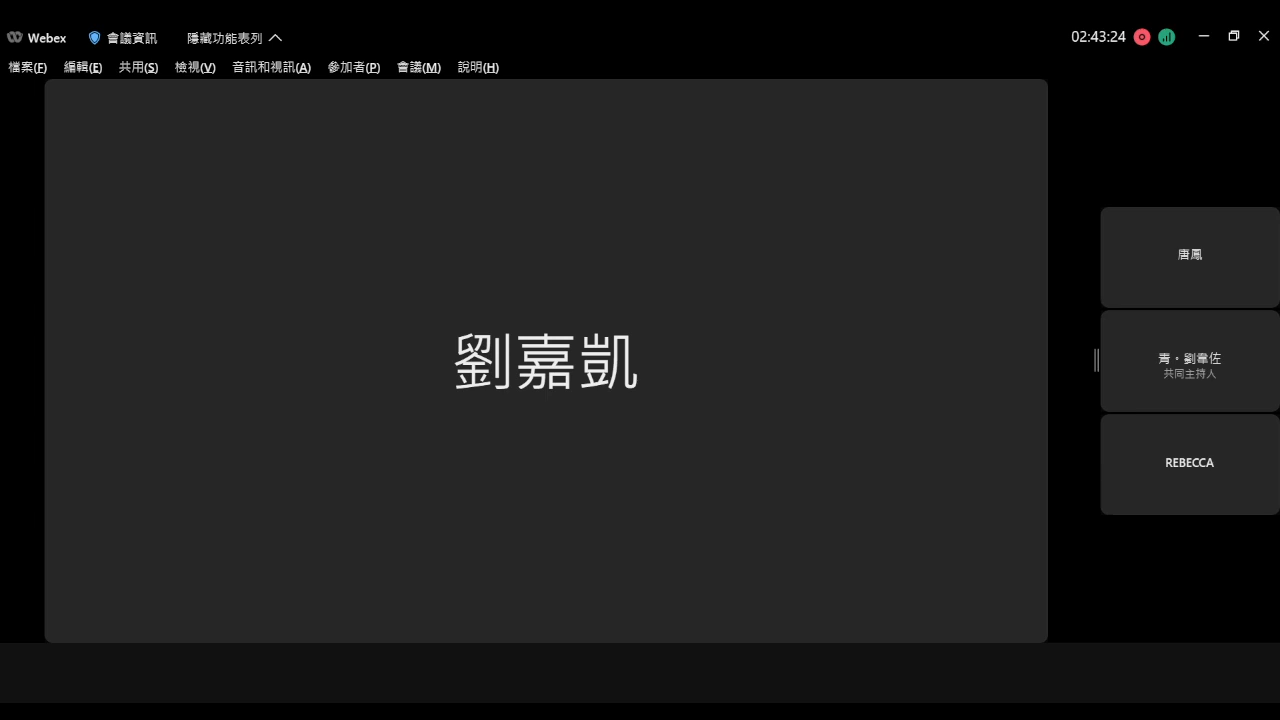 Webex 會議資訊 隱藏功能表列 02:43:24
檔案(F) 編輯(E) 共用(S) 檢視(V) 音訊和視訊(A) 參加者(P) 會議(M) 說明(H)
劉嘉凱
唐鳳
青・劉韋佐
共同主持人
REBECCA